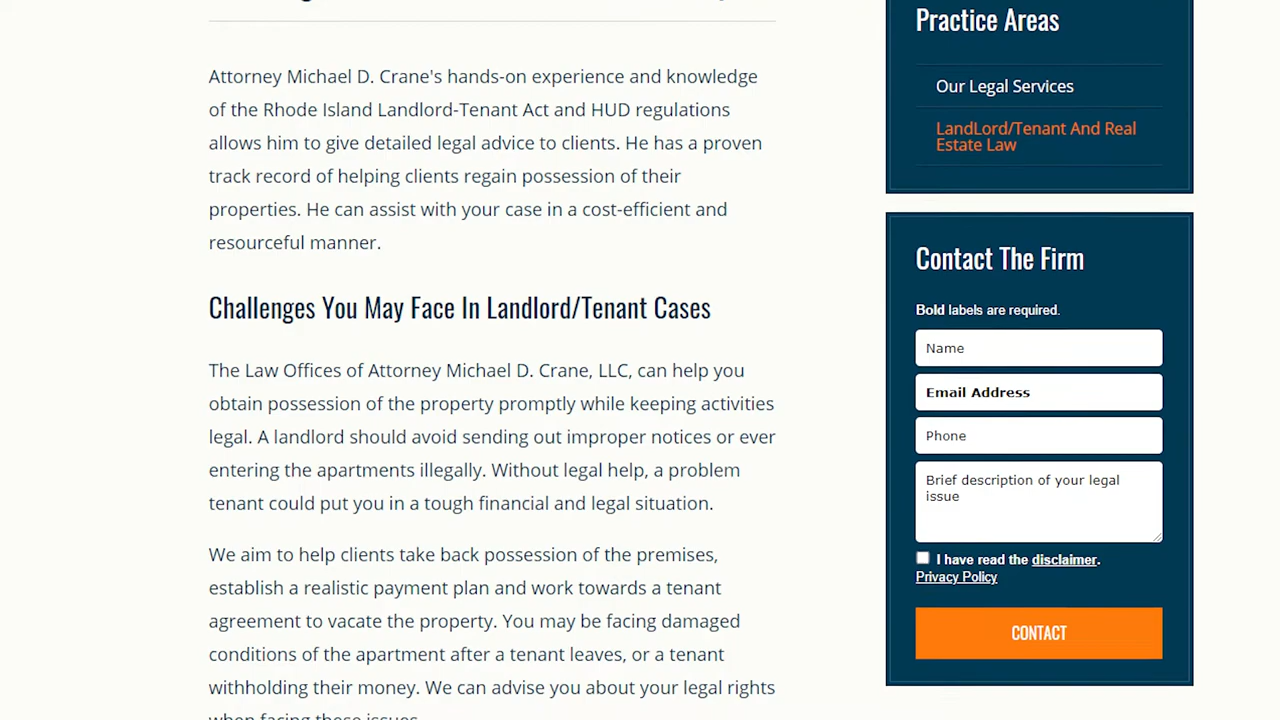 Attorney Michael D. Crane's hands-on experience and knowledge
of the Rhode Island Landlord-Tenant Act and HUD regulations
allows him to give detailed legal advice to clients. He has a proven
track record of helping clients regain possession of their
properties. He can assist with your case in a cost-efficient and
resourceful manner.
Challenges You May Face In Landlord/Tenant Cases
The Law Offices of Attorney Michael D. Crane, LLC, can help you
obtain possession of the property promptly while keeping activities
legal. A landlord should avoid sending out improper notices or ever
entering the apartments illegally. Without legal help, a problem
tenant could put you in a tough financial and legal situation.
We aim to help clients take back possession of the premises,
establish a realistic payment plan and work towards a tenant
agreement to vacate the property. You may be facing damaged
conditions of the apartment after a tenant leaves, or a tenant
withholding their money. We can advise you about your legal rights
when facing these issues.
Practice Areas
Our Legal Services
LandLord/Tenant And Real
Estate Law
Contact The Firm
Bold labels are required.
Name
Email Address
Phone
Brief description of your legal
issue
I have read the disclaimer.
Privacy Policy
CONTACT